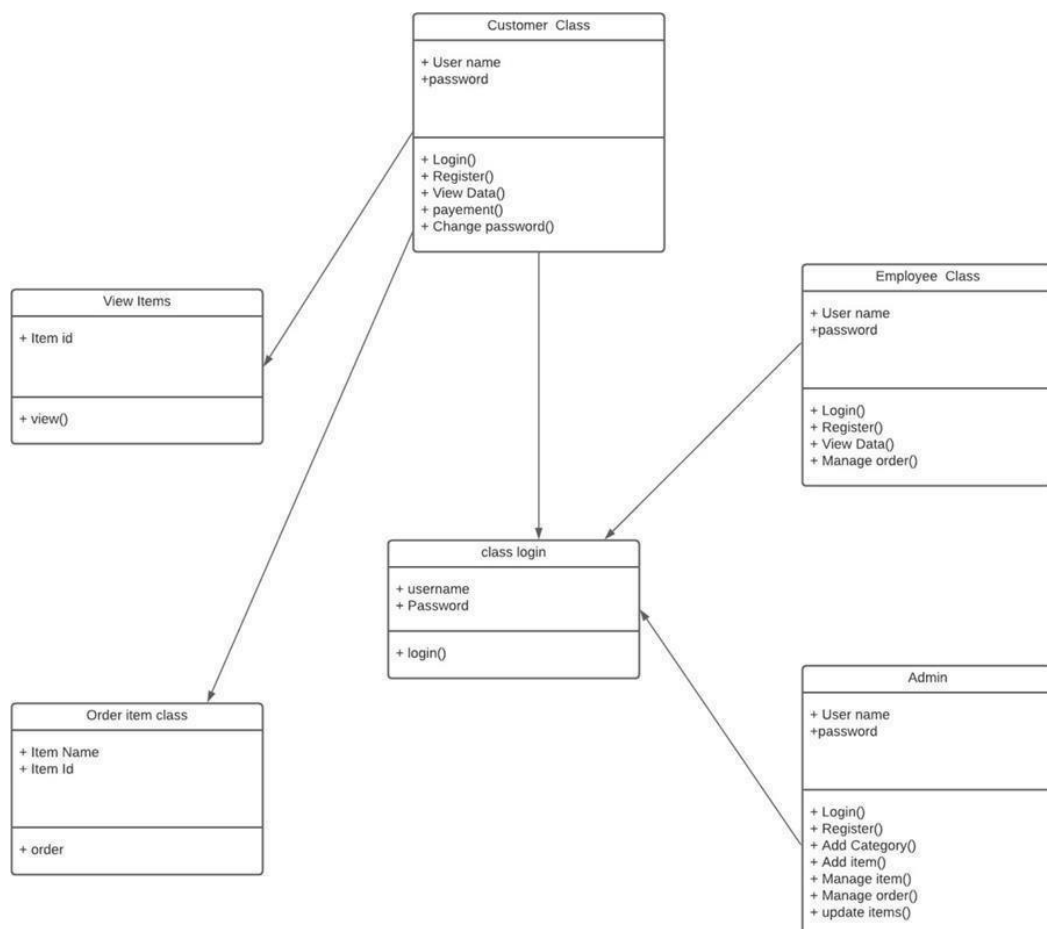 Customer Class
+ User name
+password
+ Login()
+ Register()
+ View Data()
+ payement()
+ Change password()
View Items
+ Item id
+ view()
Employee Class
+ User name
+password
+ Login()
+ Register()
+ View Data()
+ Manage order()
class login
+ username
+ Password
+ login()
Order item class
+ Item Name
+ Item Id
+ order
Admin
+ User name
+password
+ Login()
+ Register()
+ Add Category()
+ Add item()
+ Manage item()
+ Manage order()
+ update items()